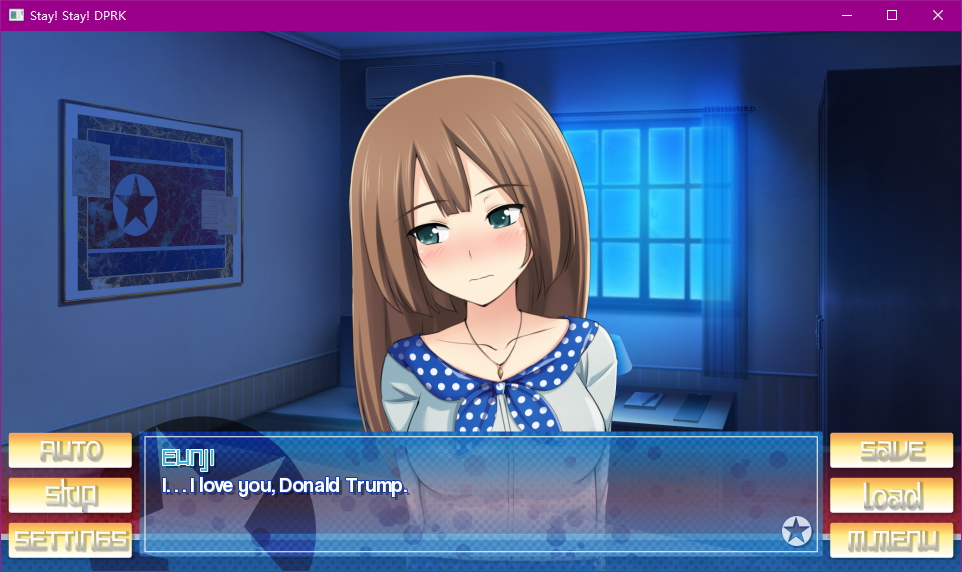 Stay! Stay! DPRK
AUTO
Skip
SETTINGS
EUNJI
I. . . I love you, Donald Trump.
SAVE
Load
M.MENU